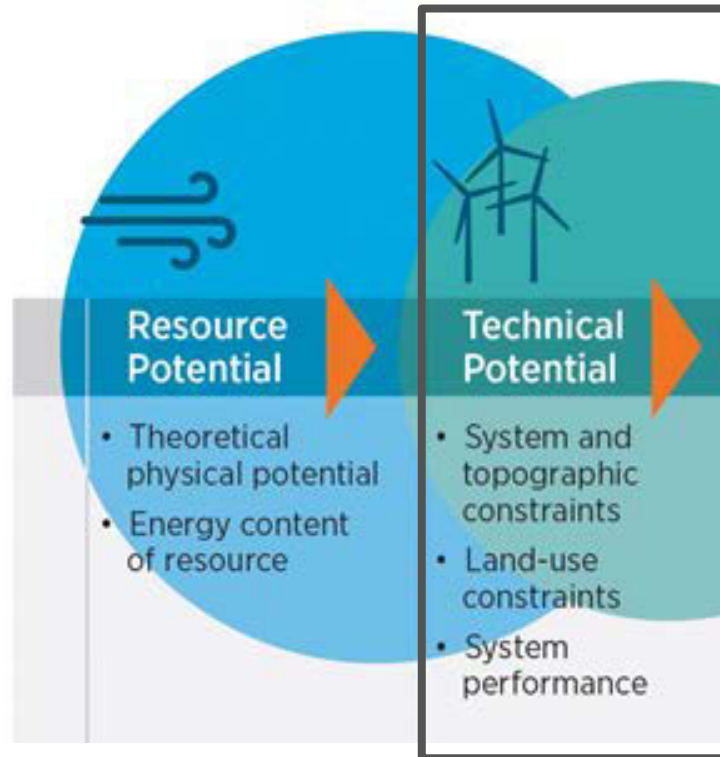 Resource
Potential
• Theoretical
physical potential
• Energy content
of resource
Technical
Potential
• System and
topographic
constraints
• Land-use
constraints
• System
performance